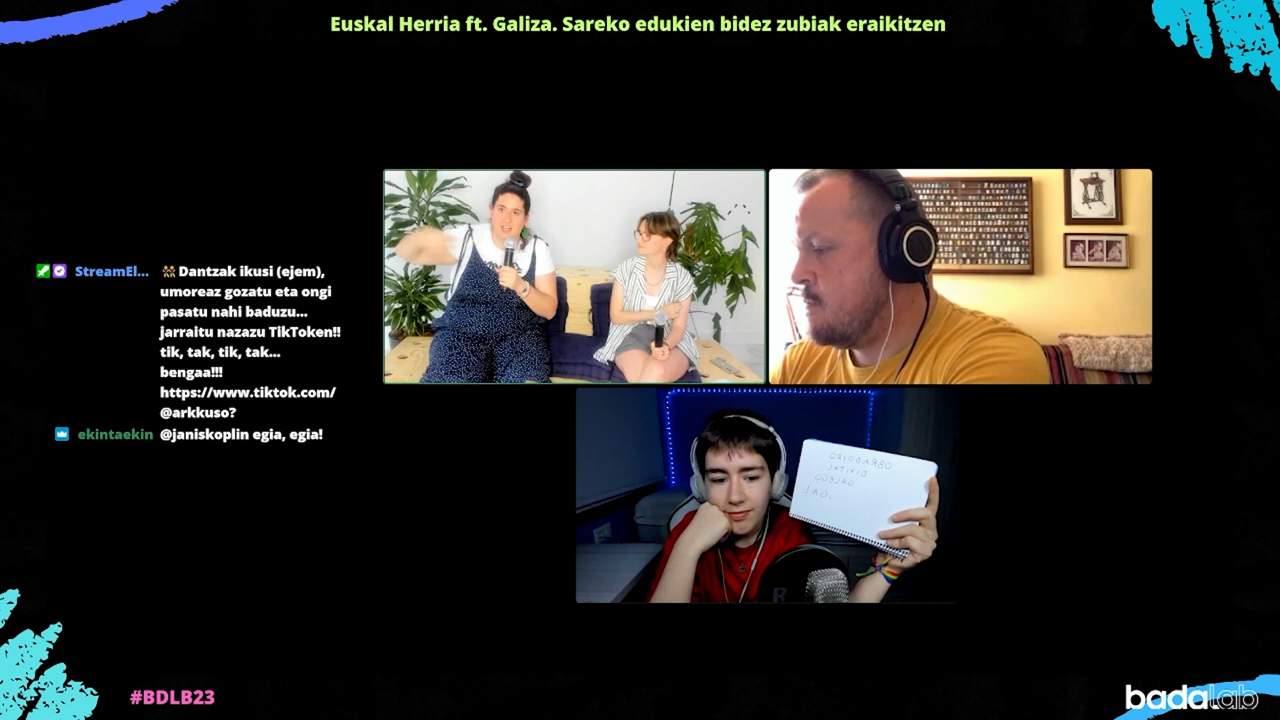 Euskal Herria ft. Galiza. Sareko edukien bidez zubiak eraikitzen
StreamEl... Dantzak ikusi (ejem),
umoreaz gozatu eta ongi
pasatu nahi baduzu...
jarraitu nazazu TikToken!!
tik, tak, tik, tak...
bengaa!!!
https://www.tiktok.com/
@arkkuso?
ekintaekin @janiskoplin egia, egia!
OBRADOIRO
#BDLB23
badalab